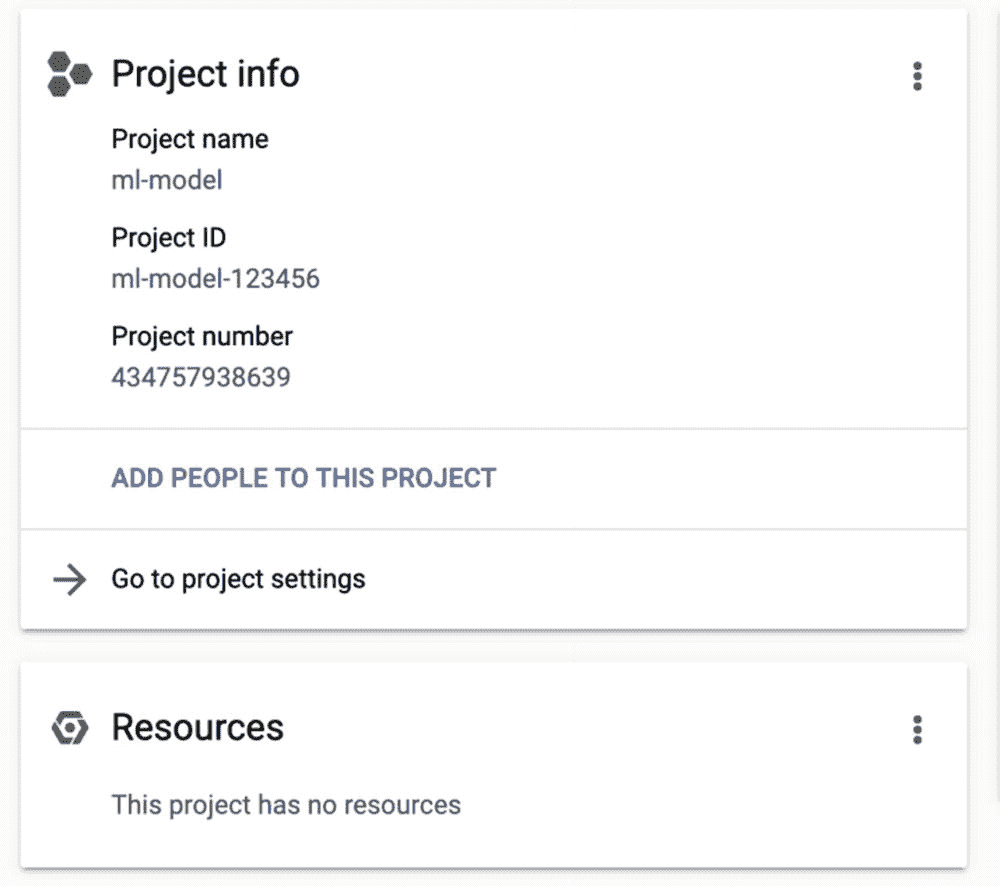 Project info
Project name
ml-model
Project ID
ml-model-123456
Project number
434757938639
ADD PEOPLE TO THIS PROJECT
Go to project settings
Resources
This project has no resources